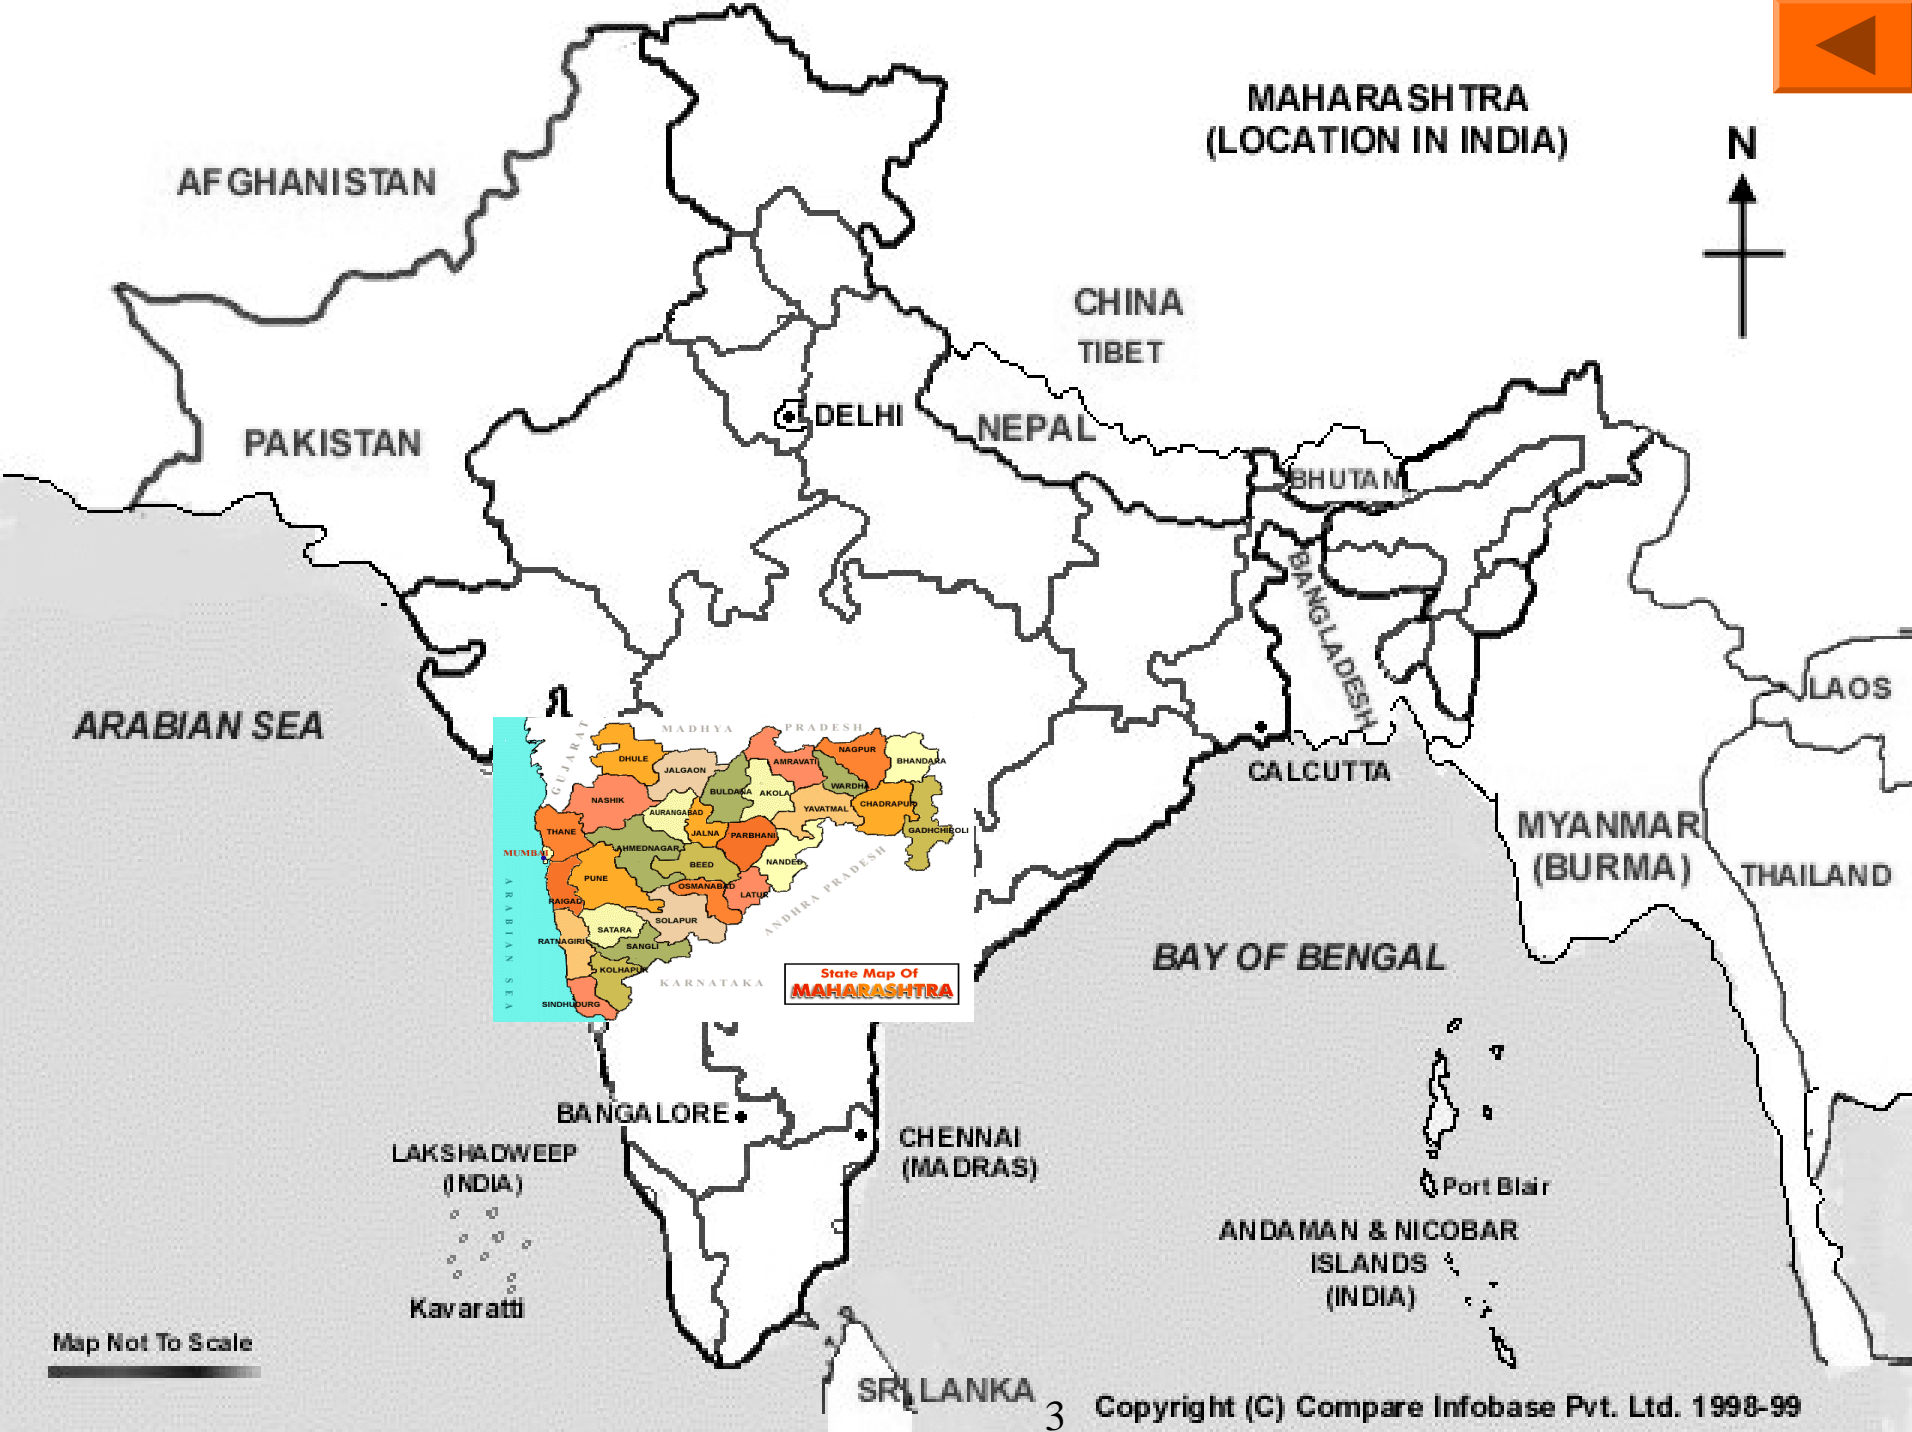 MAHARASHTRA
(LOCATION IN INDIA)
N
AFGHANISTAN
CHINA
TIBET
DELHI
NEPAL
PAKISTAN
BHUTAN
BANGLADESH
LAOS
ARABIAN SEA
CALCUTTA
MYANMAR
(BURMA)
THAILAND
BAY OF BENGAL
GUJARAT
MADHYA PRADESH
DHULE
JALGAON
AMRAVATI
NAGPUR
BHANDARA
NASHIK
BULDANA
AKOLA
WARDHA
AURANGABAD
YAVATMAL
CHADRAPUR
THANE
JALNA
PARBHANI
GADHCHIROLI
MUMBAI
AHMEDNAGAR
BEED
NANDED
PUNE
OSMANABAD
LATUR
RAIGAD
ANDHRA PRADESH
SOLAPUR
SATARA
RATNAGIRI
SANGLI
KOLHAPUR
KARNATAKA
SINDHUDURG
ARABIAN SEA
State Map Of
MAHARASHTRA
BANGALORE
CHENNAI
(MADRAS)
LAKSHADWEEP
(INDIA)
Kavaratti
Port Blair
ANDAMAN & NICOBAR
ISLANDS
(INDIA)
Map Not To Scale
SRI LANKA
3
Copyright (C) Compare Infobase Pvt. Ltd. 1998-99